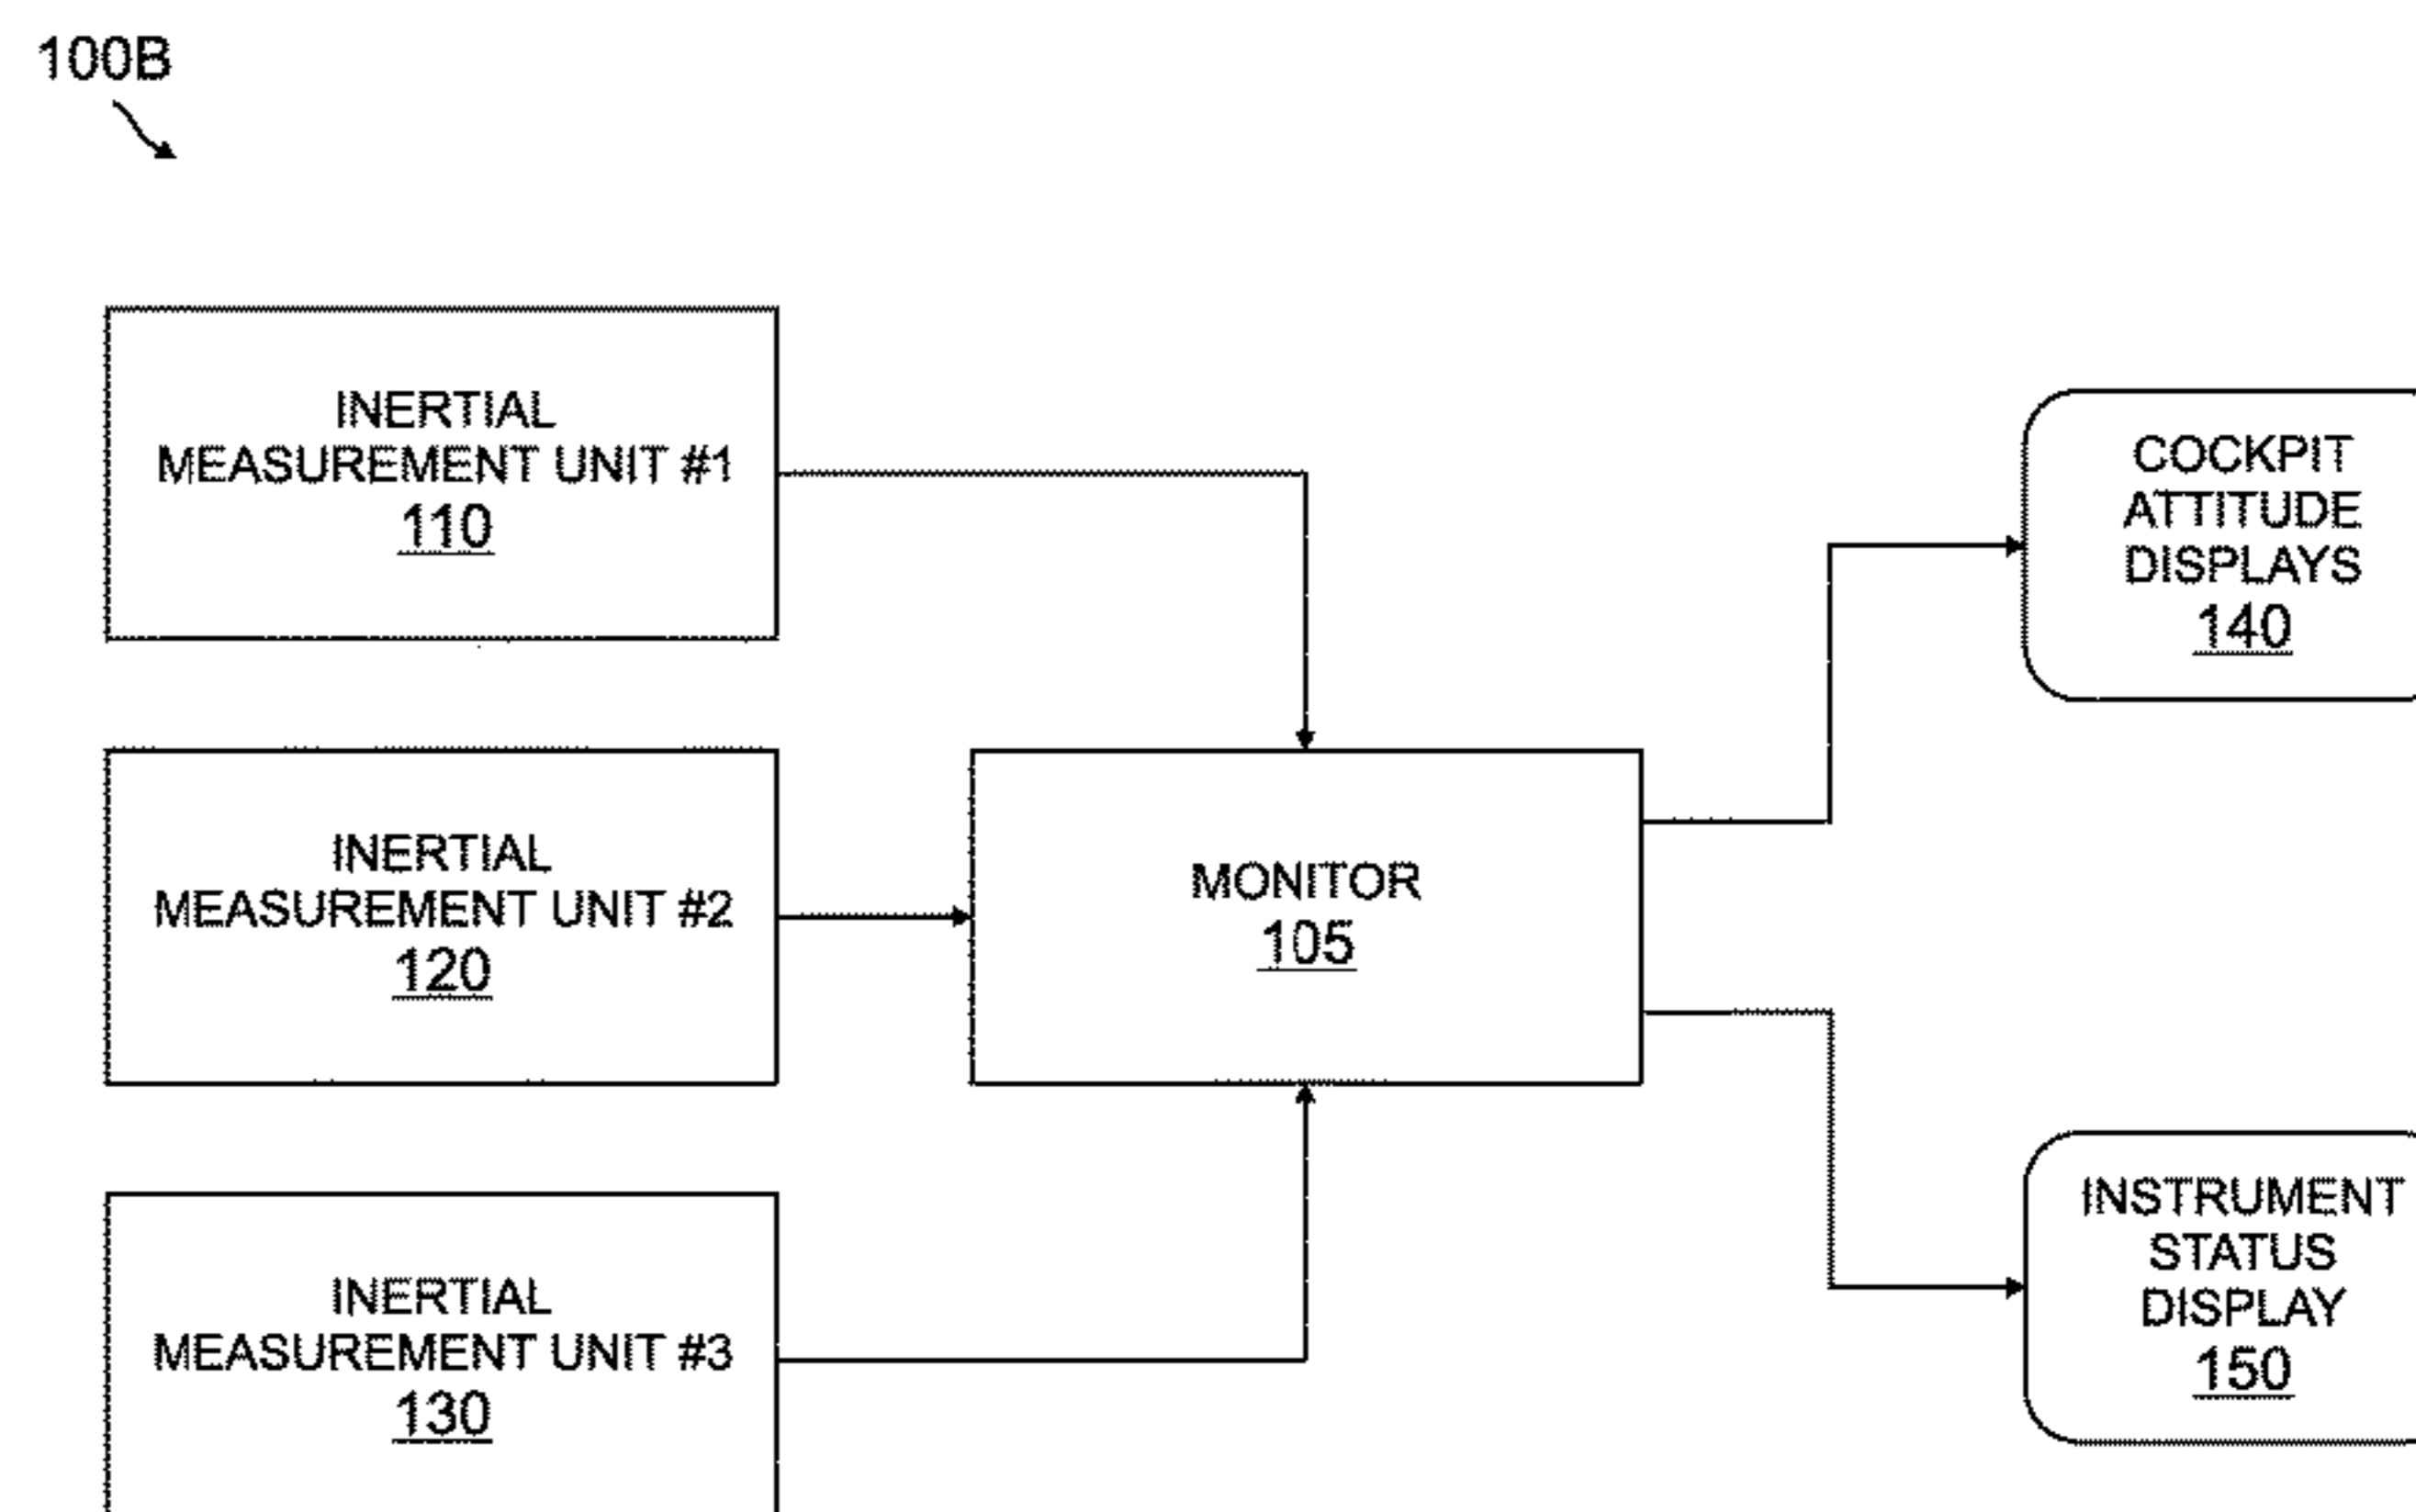 100B
INERTIAL
MEASUREMENT UNIT #1
110
COCKPIT
ATTITUDE
DISPLAYS
140
INERTIAL
MEASUREMENT UNIT #2
120
MONITOR
105
INERTIAL
MEASUREMENT UNIT #3
130
INSTRUMENT
STATUS
DISPLAY
150